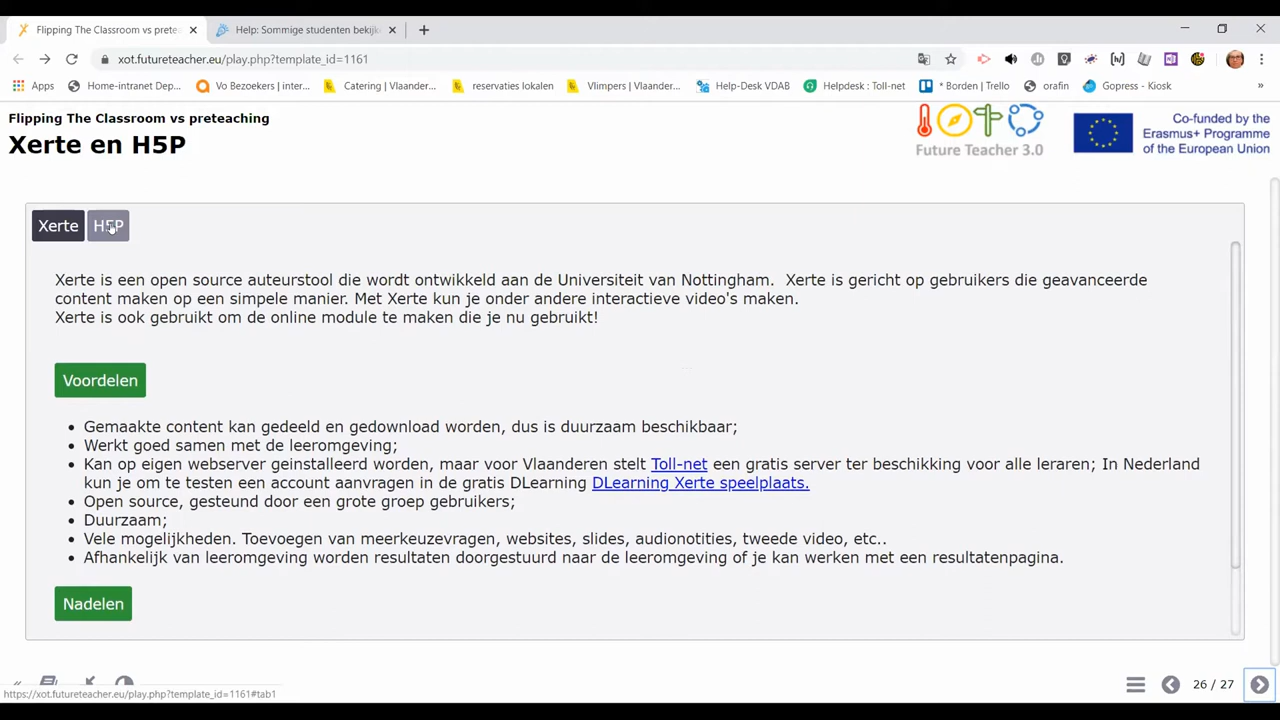 Flipping The Classroom vs prete
Help: Sommige studenten bekijk
xot.futureteacher.eu/play.php?template_id=1161
Apps
Home-intranet Dep...
Vo Bezoekers | inter...
Catering | Vlaander...
reservaties lokalen
Vlimpers | Vlaander...
Help-Desk VDAB
Helpdesk : Toll-net
* Borden | Trello
orafin
Gopress - Kiosk
»
Flipping The Classroom vs preteaching
Xerte en H5P
Future Teacher 3.0
Co-funded by the
Erasmus+ Programme
of the European Union
Xerte
H5P
Xerte is een open source auteurstool die wordt ontwikkeld aan de Universiteit van Nottingham. Xerte is gericht op gebruikers die geavanceerde
content maken op een simpele manier. Met Xerte kun je onder andere interactieve video's maken.
Xerte is ook gebruikt om de online module te maken die je nu gebruikt!
Voordelen
• Gemaakte content kan gedeeld en gedownload worden, dus is duurzaam beschikbaar;
• Werkt goed samen met de leeromgeving;
• Kan op eigen webserver geinstalleerd worden, maar voor Vlaanderen stelt Toll-net een gratis server ter beschikking voor alle leraren; In Nederland
kun je om te testen een account aanvragen in de gratis DLearning DLearning Xerte speelplaats.
• Open source, gesteund door een grote groep gebruikers;
• Duurzaam;
• Vele mogelijkheden. Toevoegen van meerkeuzevragen, websites, slides, audionotities, tweede video, etc..
• Afhankelijk van leeromgeving worden resultaten doorgestuurd naar de leeromgeving of je kan werken met een resultatenpagina.
Nadelen
26 / 27
https://xot.futureteacher.eu/play.php?template_id=1161#tab1